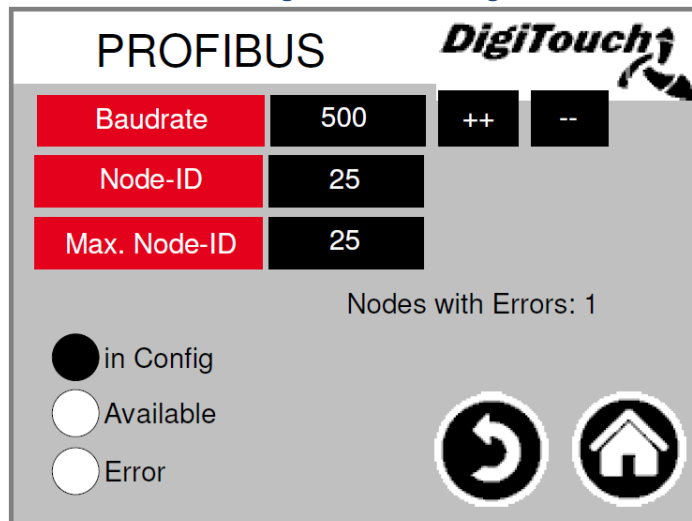 PROFIBUS
DigiTouch
Baudrate 500 ++ --
Node-ID 25
Max. Node-ID 25
Nodes with Errors: 1
in Config
Available
Error